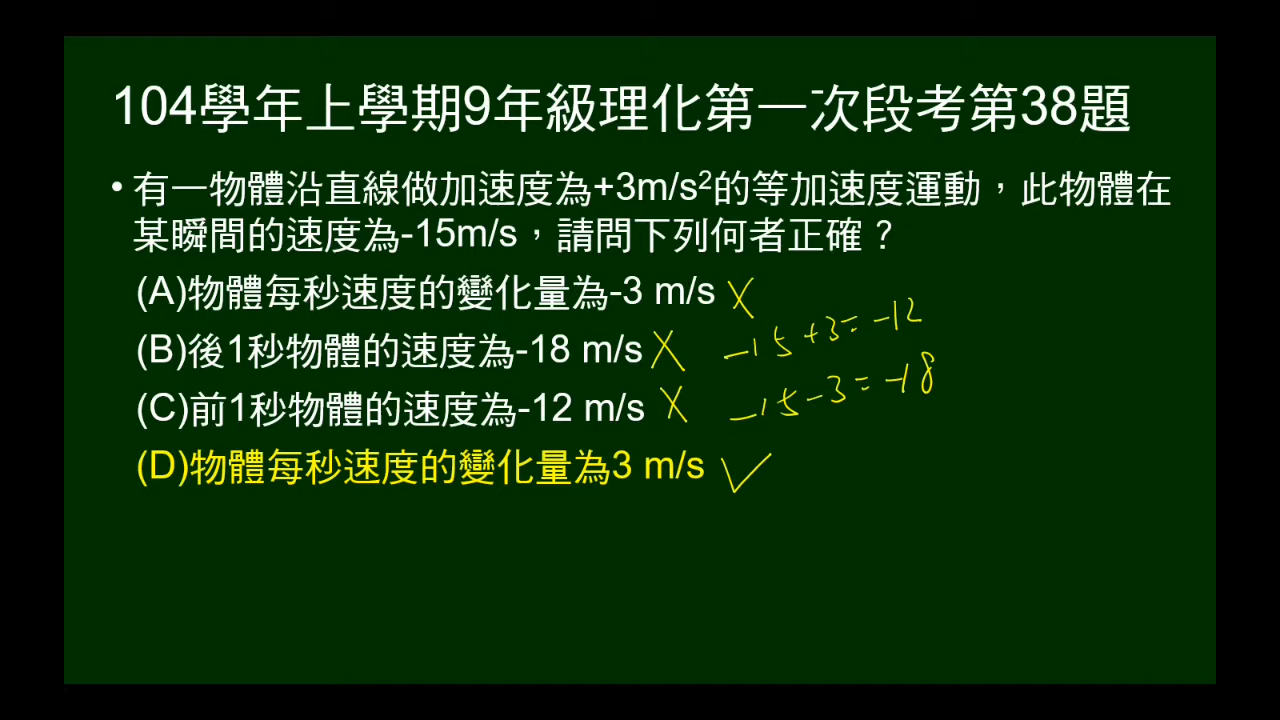 104學年上學期9年級理化第一次段考第38題
•有一物體沿直線做加速度為+3m/s²的等加速度運動，此物體在
某瞬間的速度為-15m/s，請問下列何者正確？
(A)物體每秒速度的變化量為-3 m/s X
(B)後1秒物體的速度為-18 m/s X -15+3=-12
(C)前1秒物體的速度為-12 m/s X -15-3=-18
(D)物體每秒速度的變化量為3 m/s ✓